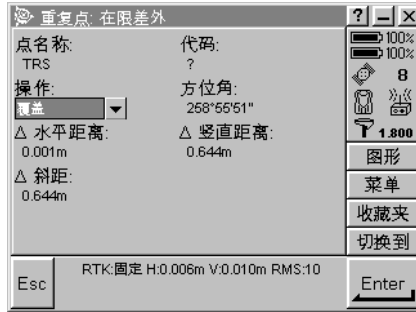 重复点: 在限差外
? _ X
点名称: 代码:
TRS ?
操作: 方位角:
覆盖 258°55'51"
Δ 水平距离: Δ 竖直距离:
0.001m 0.644m
Δ 斜距:
0.644m
100%
100%
8
1.800
图形
菜单
收藏夹
切换到
Esc
RTK:固定 H:0.006m V:0.010m RMS:10
Enter